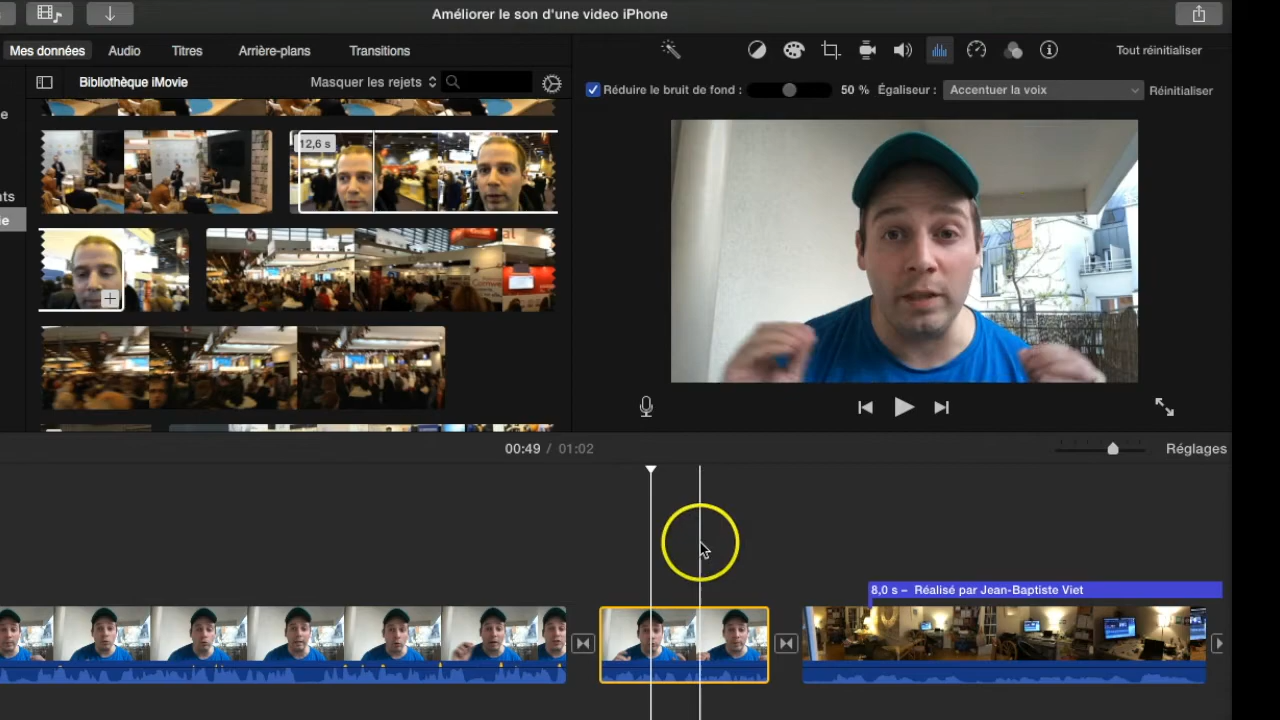 Améliorer le son d'une video iPhone
Mes données Audio Titres Arrière-plans Transitions
Tout réinitialiser
Bibliothèque iMovie Masquer les rejets
Réduire le bruit de fond : 50 % Égaliseur : Accentuer la voix Réinitialiser
12,6 s
00:49 / 01:02
Réglages
8,0 s – Réalisé par Jean-Baptiste Viet